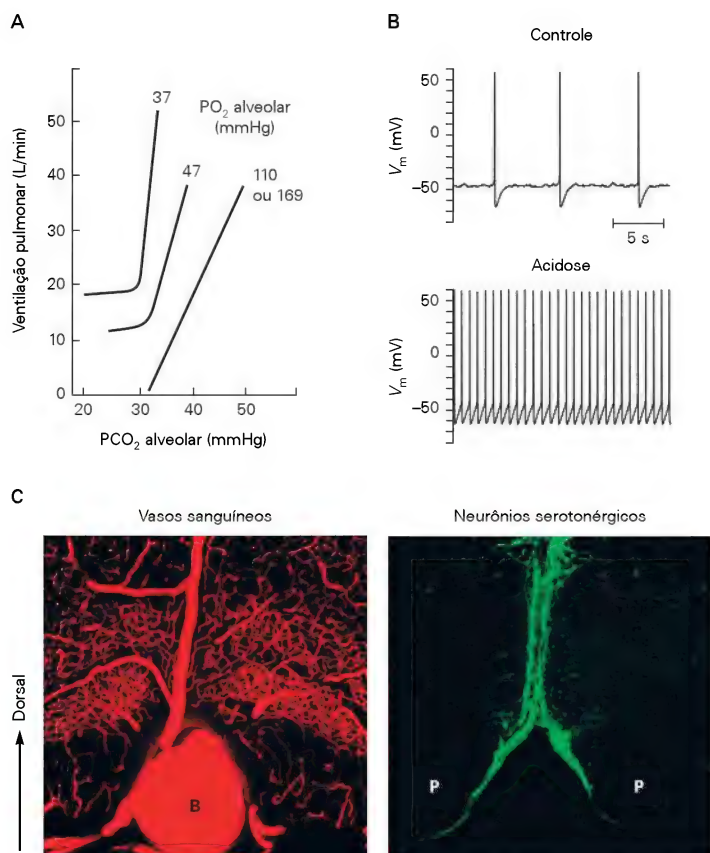 A
Ventilação pulmonar (L/min)
50
40
30
20
10
0
37
PO₂ alveolar
(mmHg)
47
110
ou 169
20 30 40 50
PCO₂ alveolar (mmHg)
B
Controle
Vₘ (mV)
50
0
−50
5 s
Acidose
Vₘ (mV)
50
0
−50
C
Vasos sanguíneos
Dorsal
B
Neurônios serotonérgicos
P
P